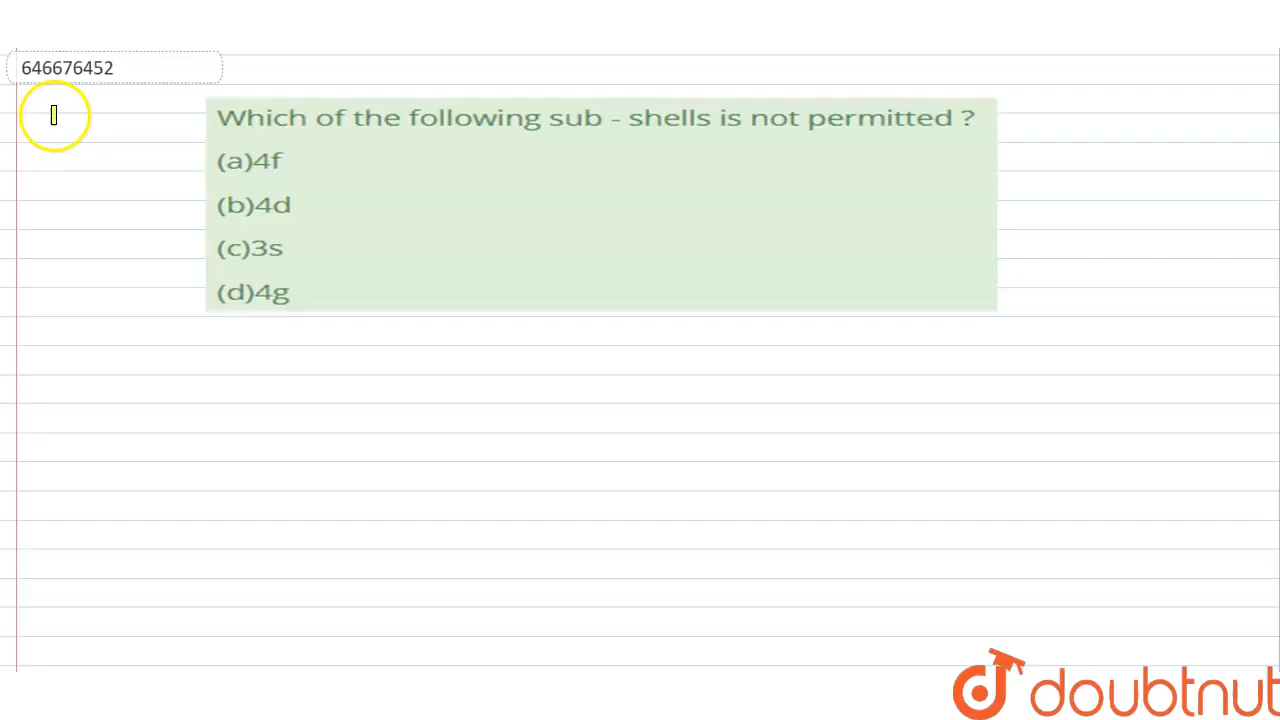 646676452
Which of the following sub - shells is not permitted ?
(a)4f
(b)4d
(c)3s
(d)4g
doubtnut